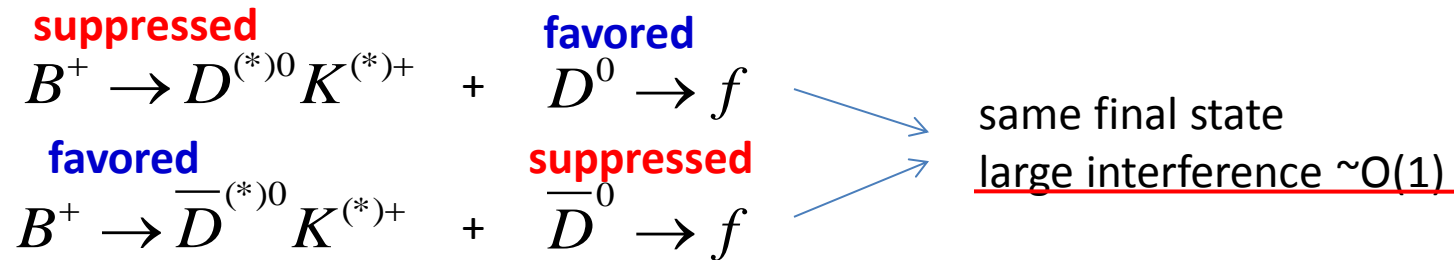 suppressed favored
B⁺ → D⁽*⁾⁰ K⁽*⁾⁺ + D⁰ → f
same final state
favored suppressed
large interference ~O(1)
B⁺ → D̅⁽*⁾⁰ K⁽*⁾⁺ + D̅⁰ → f